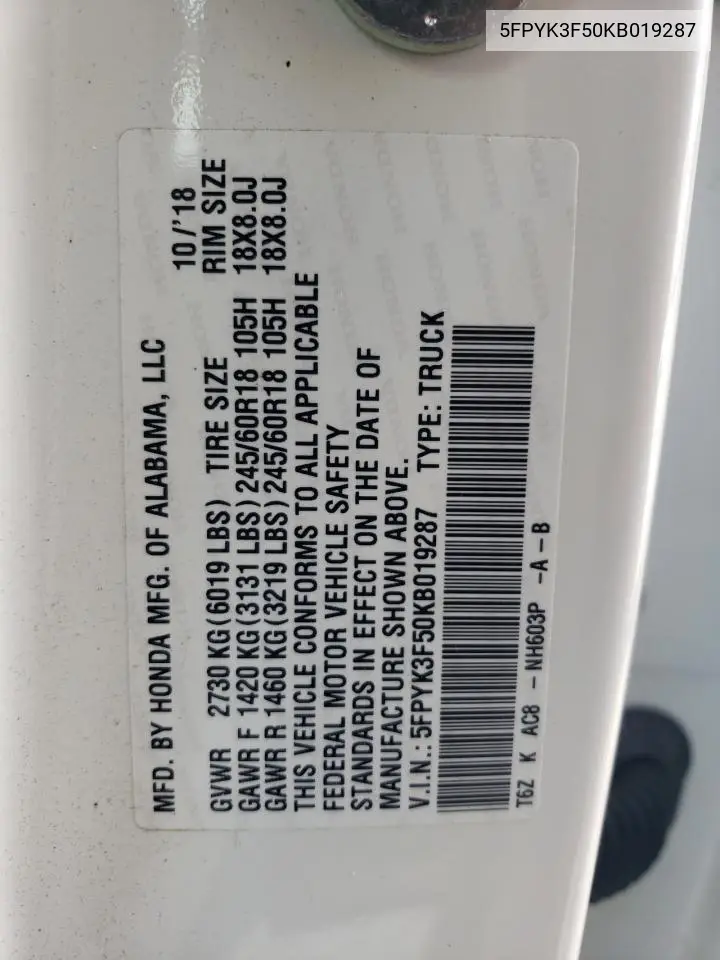 5FPYK3F50KB019287
MFD. BY HONDA MFG. OF ALABAMA, LLC 10/'18
GVWR 2730 KG(6019 LBS) TIRE SIZE RIM SIZE
GAWR F 1420 KG(3131 LBS) 245/60R18 105H 18X8.0J
GAWR R 1460 KG(3219 LBS) 245/60R18 105H 18X8.0J
THIS VEHICLE CONFORMS TO ALL APPLICABLE
FEDERAL MOTOR VEHICLE SAFETY
STANDARDS IN EFFECT ON THE DATE OF
MANUFACTURE SHOWN ABOVE.
V.I.N.: 5FPYK3F50KB019287 TYPE: TRUCK
T6Z K AC8 - NH603P -A-B